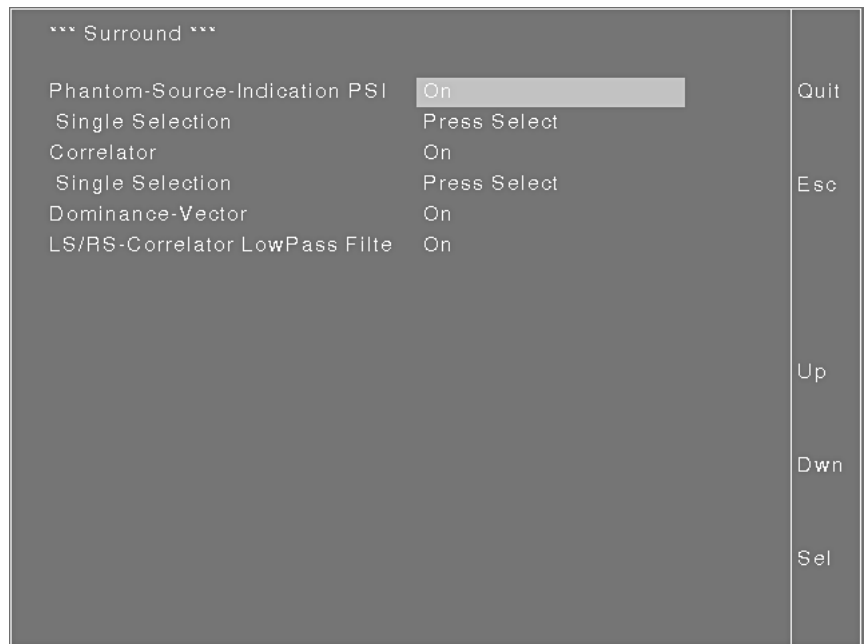 *** Surround ***
Phantom-Source-Indication PSI On
Single Selection Press Select
Correlator On
Single Selection Press Select
Dominance-Vector On
LS/RS-Correlator LowPass Filte On
Quit
Esc
Up
Dwn
Sel